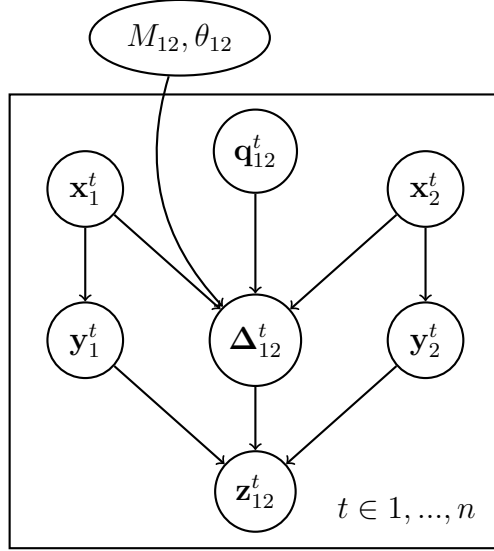 M₁₂, θ₁₂
q₁₂ᵗ
x₁ᵗ
x₂ᵗ
y₁ᵗ
Δ₁₂ᵗ
y₂ᵗ
z₁₂ᵗ
t ∈ 1, ..., n